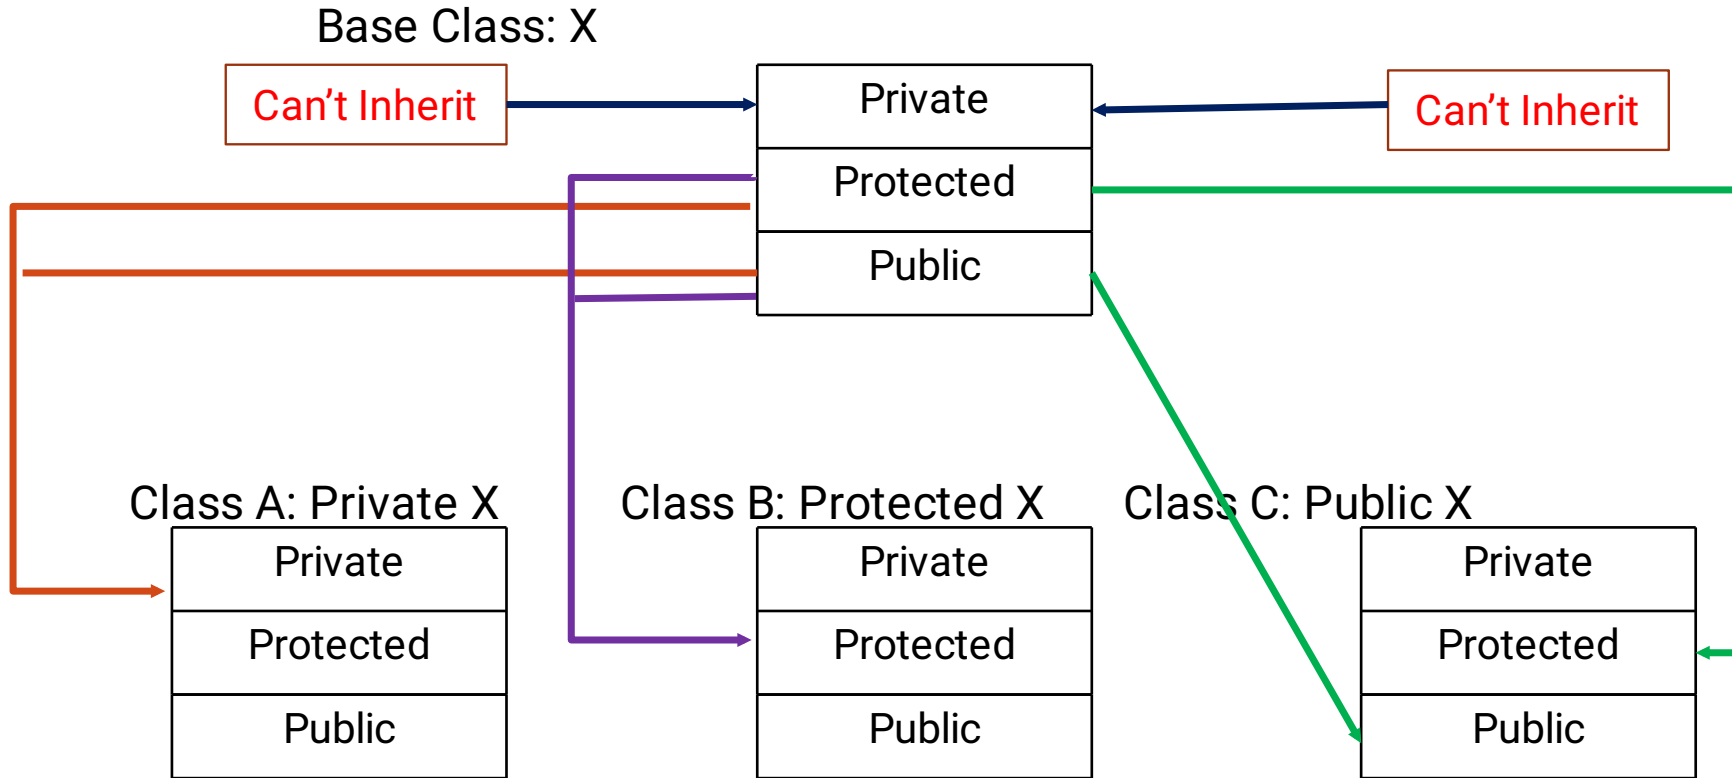 Base Class: X
Can’t Inherit
Private
Can’t Inherit
Protected
Public
Class A: Private X
Class B: Protected X
Class C: Public X
Private
Private
Private
Protected
Protected
Protected
Public
Public
Public